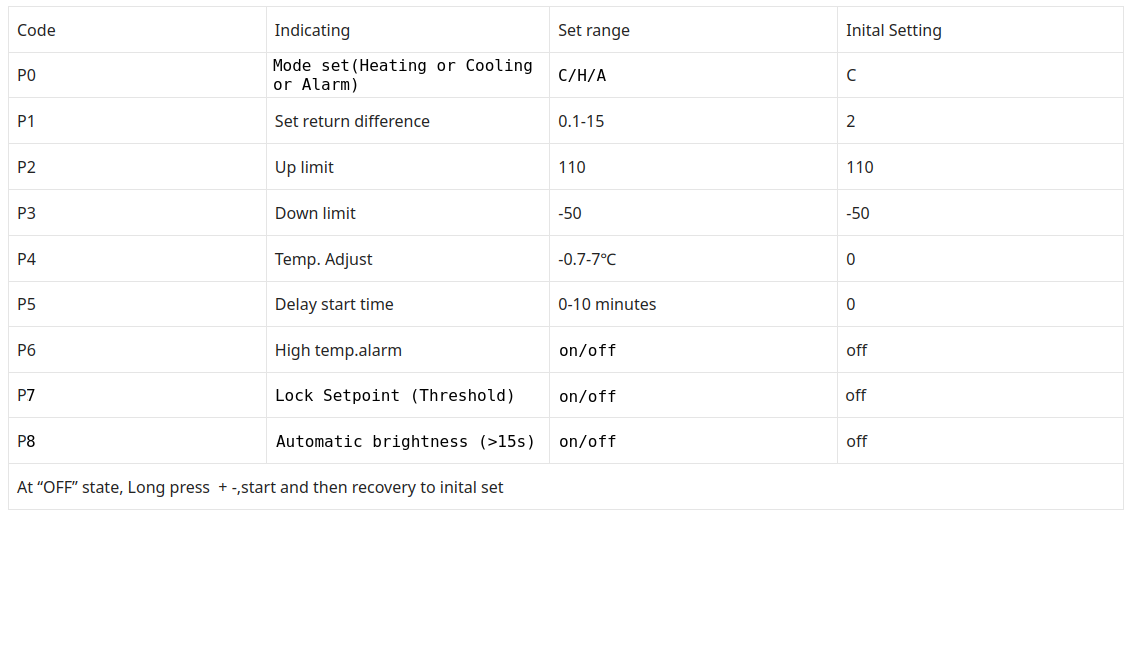 Code Indicating Set range Inital Setting
P0 Mode set(Heating or Cooling or Alarm) C/H/A C
P1 Set return difference 0.1-15 2
P2 Up limit 110 110
P3 Down limit -50 -50
P4 Temp. Adjust -0.7-7℃ 0
P5 Delay start time 0-10 minutes 0
P6 High temp.alarm on/off off
P7 Lock Setpoint (Threshold) on/off off
P8 Automatic brightness (>15s) on/off off
At “OFF” state, Long press + -,start and then recovery to inital set